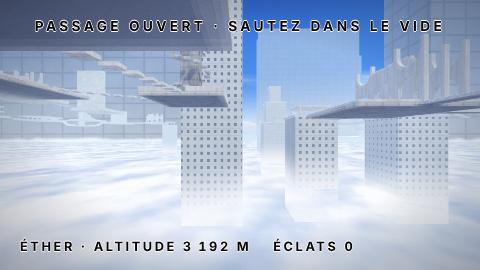 PASSAGE OUVERT · SAUTEZ DANS LE VIDE
ÉTHER · ALTITUDE 3 192 M ÉCLATS 0